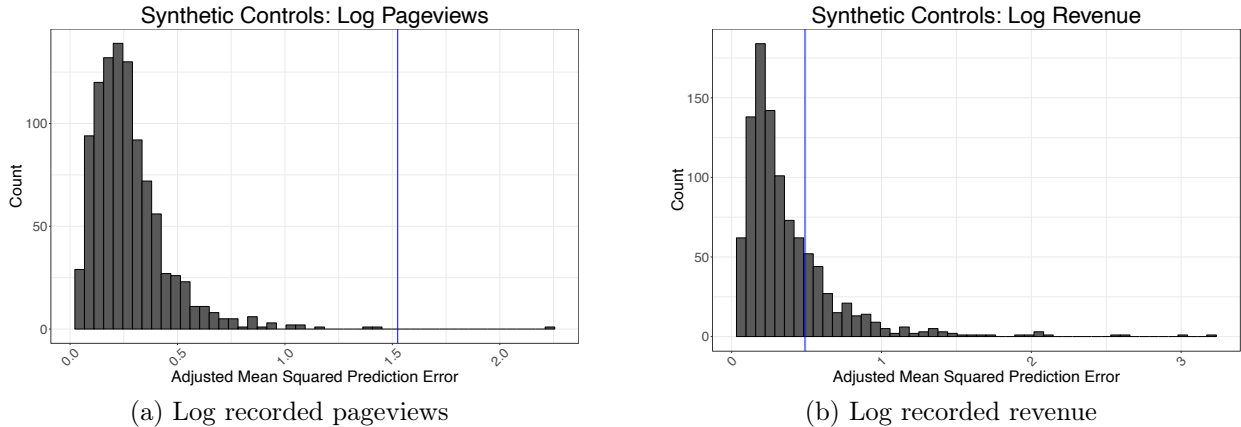 Synthetic Controls: Log Pageviews
100
50
0
Count
0.0
0.5
1.0
1.5
2.0
Adjusted Mean Squared Prediction Error
(a) Log recorded pageviews
Synthetic Controls: Log Revenue
150
100
50
0
Count
0
1
2
3
Adjusted Mean Squared Prediction Error
(b) Log recorded revenue